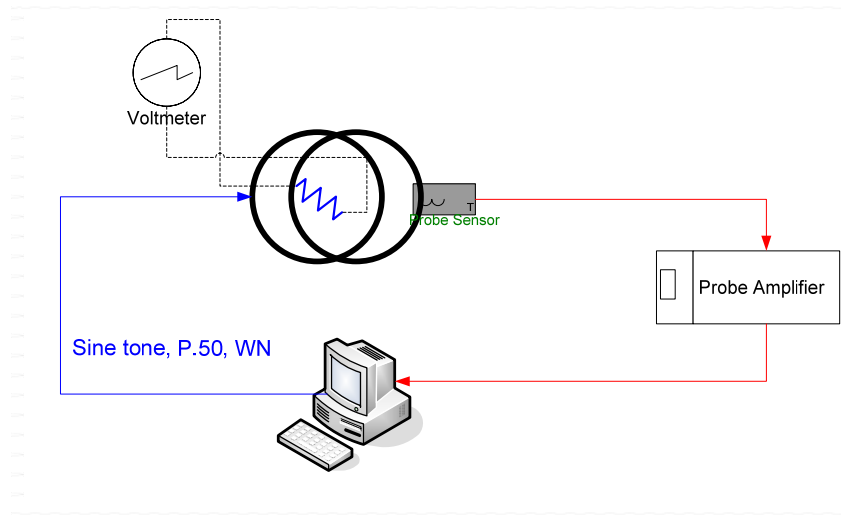 Voltmeter
T
Probe Sensor
Probe Amplifier
Sine tone, P.50, WN